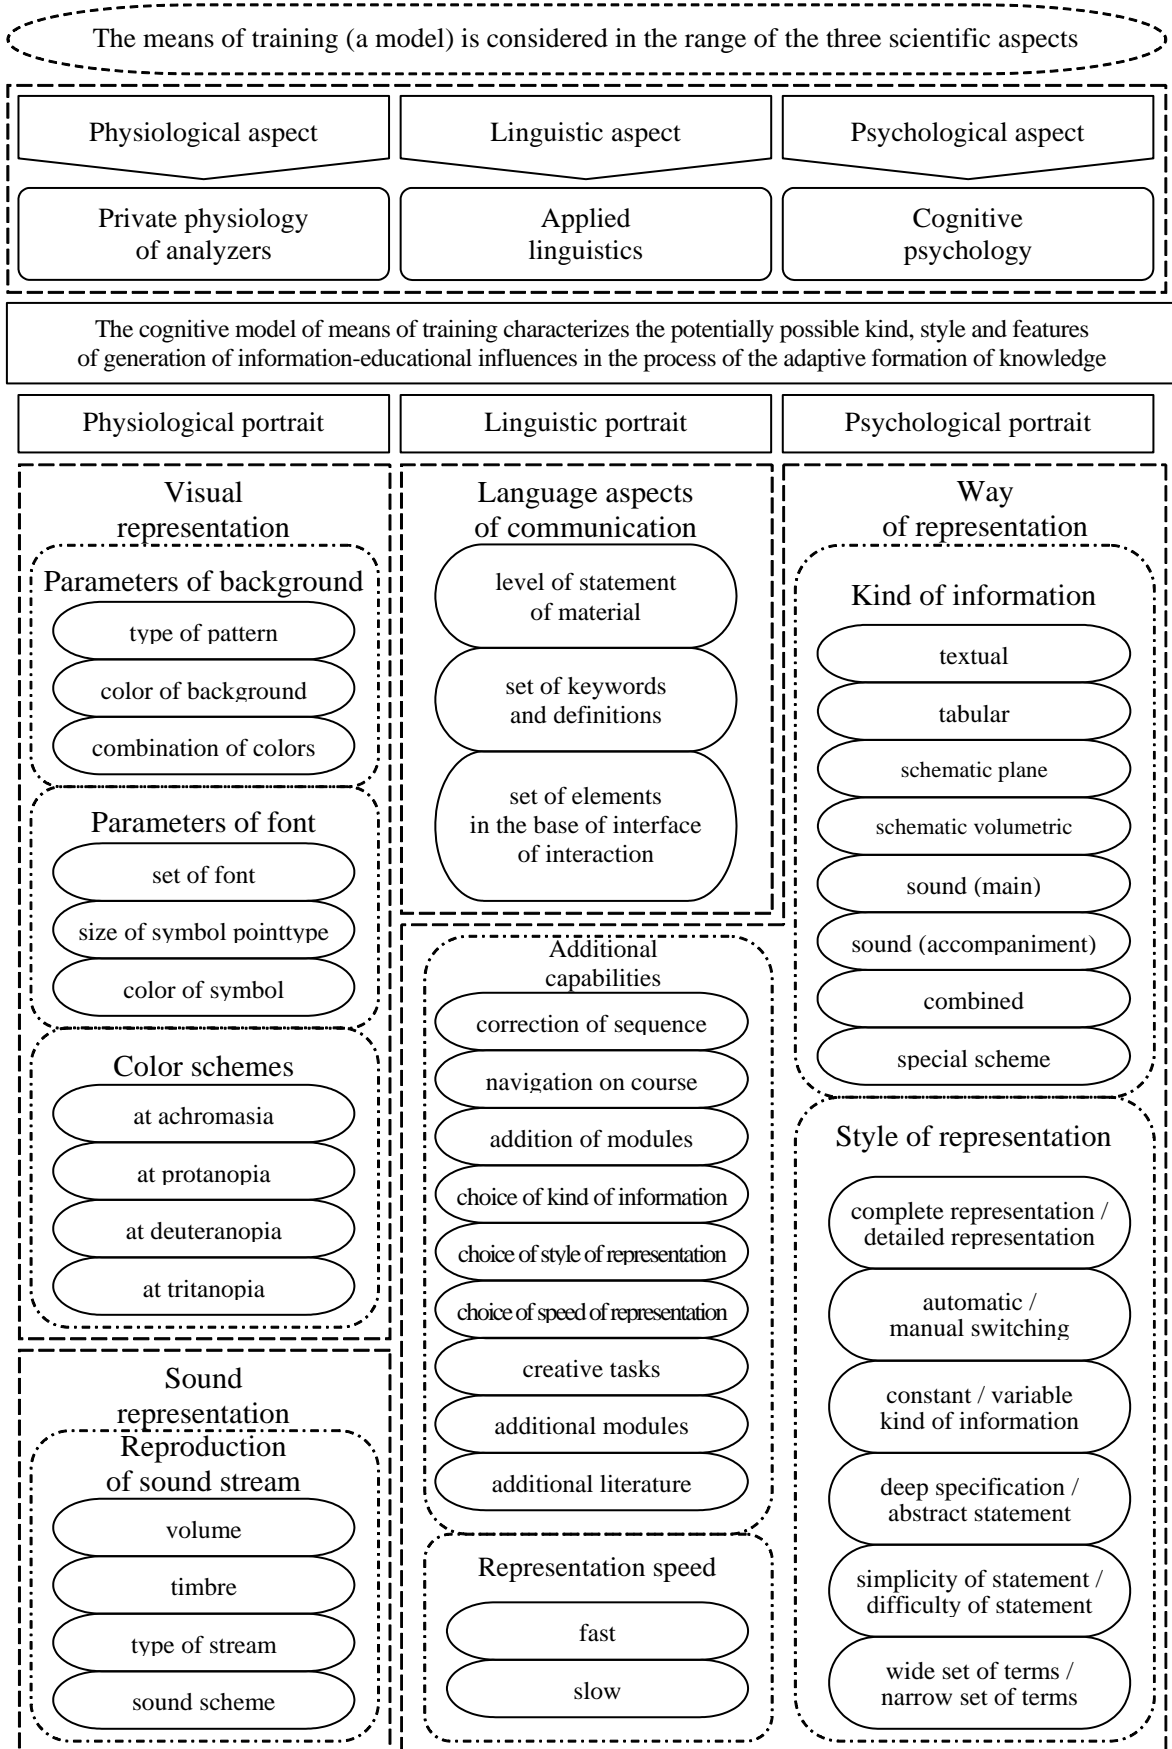 The means of training (a model) is considered in the range of the three scientific aspects
Physiological aspect
Linguistic aspect
Psychological aspect
Private physiology
of analyzers
Applied
linguistics
Cognitive
psychology
The cognitive model of means of training characterizes the potentially possible kind, style and features
of generation of information-educational influences in the process of the adaptive formation of knowledge
Physiological portrait
Linguistic portrait
Psychological portrait
Visual
representation
Parameters of background
type of pattern
color of background
combination of colors
Parameters of font
set of font
size of symbol pointtype
color of symbol
Color schemes
at achromasia
at protanopia
at deuteranopia
at tritanopia
Sound
representation
Reproduction
of sound stream
volume
timbre
type of stream
sound scheme
Language aspects
of communication
level of statement
of material
set of keywords
and definitions
set of elements
in the base of interface
of interaction
Additional
capabilities
correction of sequence
navigation on course
addition of modules
choice of kind of information
choice of style of representation
choice of speed of representation
creative tasks
additional modules
additional literature
Representation speed
fast
slow
Way
of representation
Kind of information
textual
tabular
schematic plane
schematic volumetric
sound (main)
sound (accompaniment)
combined
special scheme
Style of representation
complete representation /
detailed representation
automatic /
manual switching
constant / variable
kind of information
deep specification /
abstract statement
simplicity of statement /
difficulty of statement
wide set of terms /
narrow set of terms